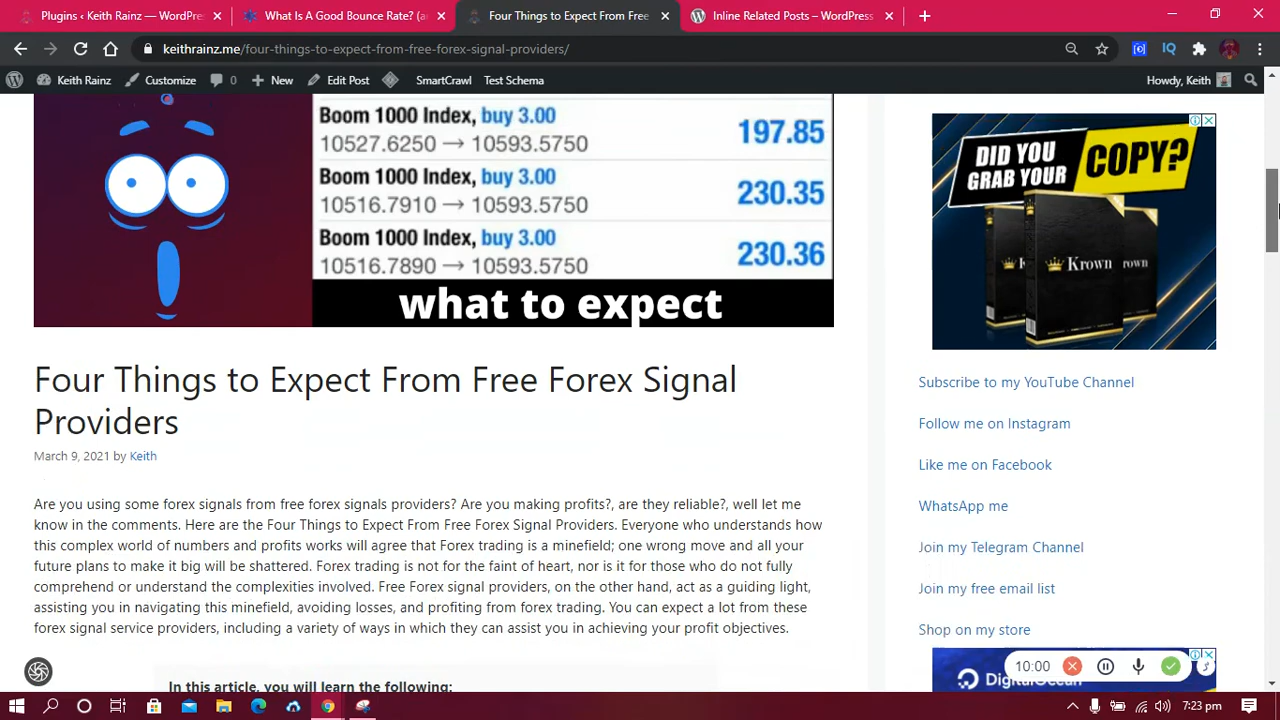 Plugins ‹ Keith Rainz — WordPre
What Is A Good Bounce Rate? (a
Four Things to Expect From Free
Inline Related Posts – WordPress
keithrainz.me/four-things-to-expect-from-free-forex-signal-providers/
Keith Rainz
Customize
0
New
Edit Post
SmartCrawl
Test Schema
Howdy, Keith
Boom 1000 Index, buy 3.00
10527.6250 → 10593.5750
197.85
Boom 1000 Index, buy 3.00
10516.7910 → 10593.5750
230.35
Boom 1000 Index, buy 3.00
10516.7890 → 10593.5750
230.36
what to expect
Four Things to Expect From Free Forex Signal
Providers
March 9, 2021 by Keith
Are you using some forex signals from free forex signals providers? Are you making profits?, are they reliable?, well let me
know in the comments. Here are the Four Things to Expect From Free Forex Signal Providers. Everyone who understands how
this complex world of numbers and profits works will agree that Forex trading is a minefield; one wrong move and all your
future plans to make it big will be shattered. Forex trading is not for the faint of heart, nor is it for those who do not fully
comprehend or understand the complexities involved. Free Forex signal providers, on the other hand, act as a guiding light,
assisting you in navigating this minefield, avoiding losses, and profiting from forex trading. You can expect a lot from these
forex signal service providers, including a variety of ways in which they can assist you in achieving your profit objectives.
In this article, you will learn the following:
DID YOU
GRAB YOUR
COPY?
Krown
rown
Subscribe to my YouTube Channel
Follow me on Instagram
Like me on Facebook
WhatsApp me
Join my Telegram Channel
Join my free email list
Shop on my store
DigitalOcean
10:00
7:23 pm